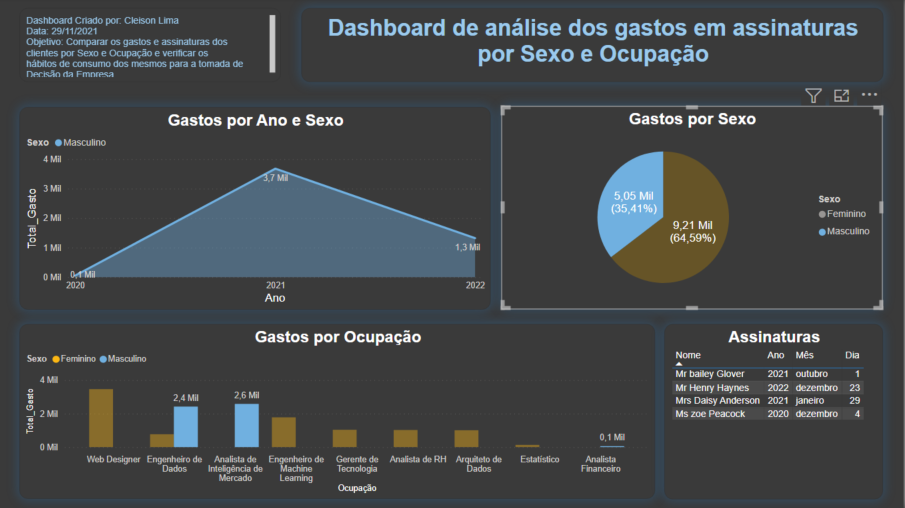 Dashboard Criado por: Cleison Lima
Data: 29/11/2021
Objetivo: Comparar os gastos e assinaturas dos
clientes por Sexo e Ocupação e verificar os
hábitos de consumo dos mesmos para a tomada de
Decisão da Empresa
Dashboard de análise dos gastos em assinaturas
por Sexo e Ocupação
Gastos por Ano e Sexo
Sexo Masculino
4 Mil
3 Mil
2 Mil
1 Mil
0 Mil
Total_Gasto
0,1 Mil
3,7 Mil
1,3 Mil
2020 2021 2022
Ano
Gastos por Sexo
5,05 Mil
(35,41%)
9,21 Mil
(64,59%)
Sexo
Feminino
Masculino
Gastos por Ocupação
Sexo Feminino Masculino
4 Mil
2 Mil
0 Mil
Total_Gasto
2,4 Mil
2,6 Mil
0,1 Mil
Web Designer
Engenheiro de
Dados
Analista de
Inteligência de
Mercado
Engenheiro de
Machine
Learning
Gerente de
Tecnologia
Analista de RH
Arquiteto de
Dados
Estatístico
Analista
Financeiro
Ocupação
Assinaturas
Nome Ano Mês Dia
Mr bailey Glover 2021 outubro 1
Mr Henry Haynes 2022 dezembro 23
Mrs Daisy Anderson 2021 janeiro 29
Ms zoe Peacock 2020 dezembro 4